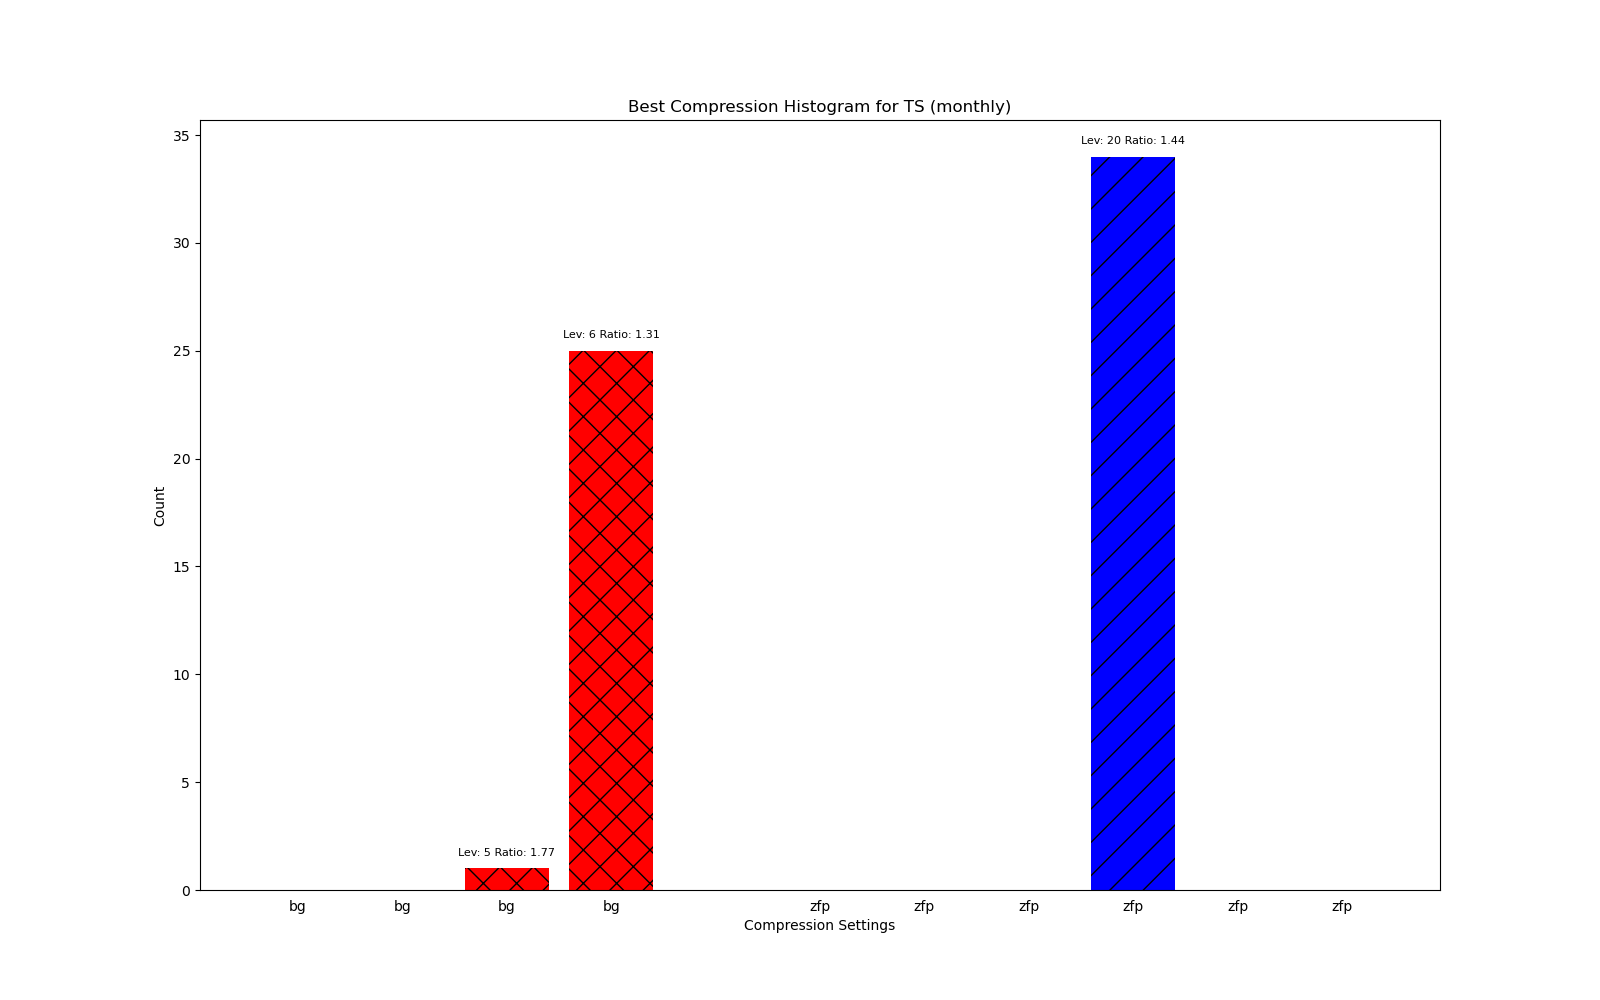 Best Compression Histogram for TS (monthly)
35
Lev: 20 Ratio: 1.44
30
Lev: 6 Ratio: 1.31
25
20
Count
15
10
5
Lev: 5 Ratio: 1.77
0
bg bg bg bg zfp zfp zfp zfp zfp zfp
Compression Settings